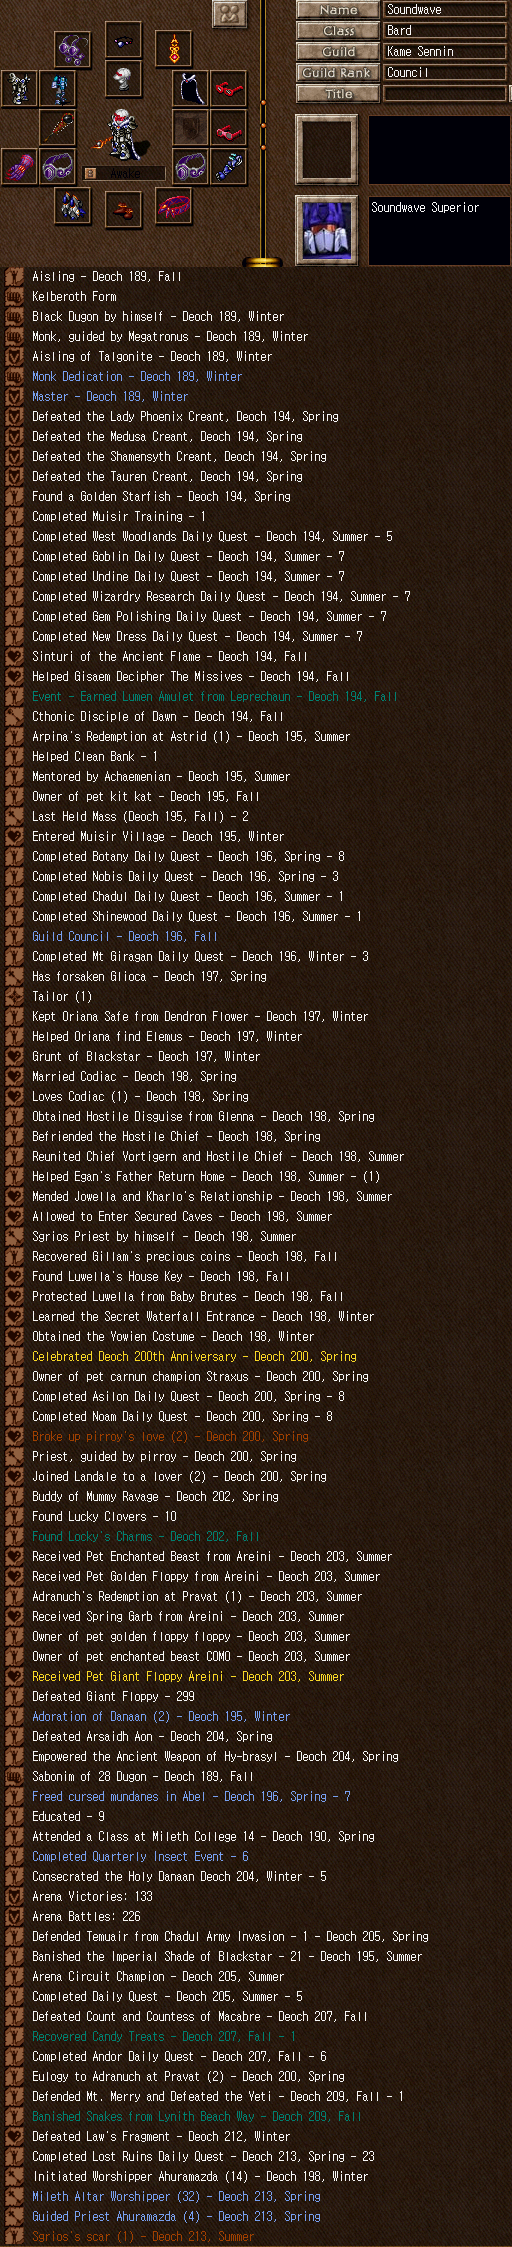 Name Soundwave
Class Bard
Guild Kame Sennin
Guild Rank Council
Title
B Awake
Soundwave Superior
Aisling - Deoch 189, Fall
Kelberoth Form
Black Dugon by himself - Deoch 189, Winter
Monk, guided by Megatronus - Deoch 189, Winter
Aisling of Talgonite - Deoch 189, Winter
Monk Dedication - Deoch 189, Winter
Master - Deoch 189, Winter
Defeated the Lady Phoenix Creant, Deoch 194, Spring
Defeated the Medusa Creant, Deoch 194, Spring
Defeated the Shamensyth Creant, Deoch 194, Spring
Defeated the Tauren Creant, Deoch 194, Spring
Found a Golden Starfish - Deoch 194, Spring
Completed Muisir Training - 1
Completed West Woodlands Daily Quest - Deoch 194, Summer - 5
Completed Goblin Daily Quest - Deoch 194, Summer - 7
Completed Undine Daily Quest - Deoch 194, Summer - 7
Completed Wizardry Research Daily Quest - Deoch 194, Summer - 7
Completed Gem Polishing Daily Quest - Deoch 194, Summer - 7
Completed New Dress Daily Quest - Deoch 194, Summer - 7
Sinturi of the Ancient Flame - Deoch 194, Fall
Helped Gisaem Decipher The Missives - Deoch 194, Fall
Event - Earned Lumen Amulet from Leprechaun - Deoch 194, Fall
Cthonic Disciple of Dawn - Deoch 194, Fall
Arpina's Redemption at Astrid (1) - Deoch 195, Summer
Helped Clean Bank - 1
Mentored by Achaemenian - Deoch 195, Summer
Owner of pet kit kat - Deoch 195, Fall
Last Held Mass (Deoch 195, Fall) - 2
Entered Muisir Village - Deoch 195, Winter
Completed Botany Daily Quest - Deoch 196, Spring - 8
Completed Nobis Daily Quest - Deoch 196, Spring - 3
Completed Chadul Daily Quest - Deoch 196, Summer - 1
Completed Shinewood Daily Quest - Deoch 196, Summer - 1
Guild Council - Deoch 196, Fall
Completed Mt Giragan Daily Quest - Deoch 196, Winter - 3
Has forsaken Glioca - Deoch 197, Spring
Tailor (1)
Kept Oriana Safe from Dendron Flower - Deoch 197, Winter
Helped Oriana find Elemus - Deoch 197, Winter
Grunt of Blackstar - Deoch 197, Winter
Married Codiac - Deoch 198, Spring
Loves Codiac (1) - Deoch 198, Spring
Obtained Hostile Disguise from Glenna - Deoch 198, Spring
Befriended the Hostile Chief - Deoch 198, Spring
Reunited Chief Vortigern and Hostile Chief - Deoch 198, Summer
Helped Egan's Father Return Home - Deoch 198, Summer - (1)
Mended Jowella and Kharlo's Relationship - Deoch 198, Summer
Allowed to Enter Secured Caves - Deoch 198, Summer
Sgrios Priest by himself - Deoch 198, Summer
Recovered Gillam's precious coins - Deoch 198, Fall
Found Luwella's House Key - Deoch 198, Fall
Protected Luwella from Baby Brutes - Deoch 198, Fall
Learned the Secret Waterfall Entrance - Deoch 198, Winter
Obtained the Yowien Costume - Deoch 198, Winter
Celebrated Deoch 200th Anniversary - Deoch 200, Spring
Owner of pet carnun champion Straxus - Deoch 200, Spring
Completed Asilon Daily Quest - Deoch 200, Spring - 8
Completed Noam Daily Quest - Deoch 200, Spring - 8
Broke up pirroy's love (2) - Deoch 200, Spring
Priest, guided by pirroy - Deoch 200, Spring
Joined Landale to a lover (2) - Deoch 200, Spring
Buddy of Mummy Ravage - Deoch 202, Spring
Found Lucky Clovers - 10
Found Locky's Charms - Deoch 202, Fall
Received Pet Enchanted Beast from Areini - Deoch 203, Summer
Received Pet Golden Floppy from Areini - Deoch 203, Summer
Adranuch's Redemption at Pravat (1) - Deoch 203, Summer
Received Spring Garb from Areini - Deoch 203, Summer
Owner of pet golden floppy floppy - Deoch 203, Summer
Owner of pet enchanted beast COMO - Deoch 203, Summer
Received Pet Giant Floppy Areini - Deoch 203, Summer
Defeated Giant Floppy - 299
Adoration of Danaan (2) - Deoch 195, Winter
Defeated Arsaidh Aon - Deoch 204, Spring
Empowered the Ancient Weapon of Hy-brasyl - Deoch 204, Spring
Sabonim of 28 Dugon - Deoch 189, Fall
Freed cursed mundanes in Abel - Deoch 196, Spring - 7
Educated - 9
Attended a Class at Mileth College 14 - Deoch 190, Spring
Completed Quarterly Insect Event - 6
Consecrated the Holy Danaan Deoch 204, Winter - 5
Arena Victories: 133
Arena Battles: 226
Defended Temuair from Chadul Army Invasion - 1 - Deoch 205, Spring
Banished the Imperial Shade of Blackstar - 21 - Deoch 195, Summer
Arena Circuit Champion - Deoch 205, Summer
Completed Daily Quest - Deoch 205, Summer - 5
Defeated Count and Countess of Macabre - Deoch 207, Fall
Recovered Candy Treats - Deoch 207, Fall - 1
Completed Andor Daily Quest - Deoch 207, Fall - 6
Eulogy to Adranuch at Pravat (2) - Deoch 200, Spring
Defended Mt. Merry and Defeated the Yeti - Deoch 209, Fall - 1
Banished Snakes from Lynith Beach Way - Deoch 209, Fall
Defeated Law's Fragment - Deoch 212, Winter
Completed Lost Ruins Daily Quest - Deoch 213, Spring - 23
Initiated Worshipper Ahuramazda (14) - Deoch 198, Winter
Mileth Altar Worshipper (32) - Deoch 213, Spring
Guided Priest Ahuramazda (4) - Deoch 213, Spring
Sgrios's scar (1) - Deoch 213, Summer